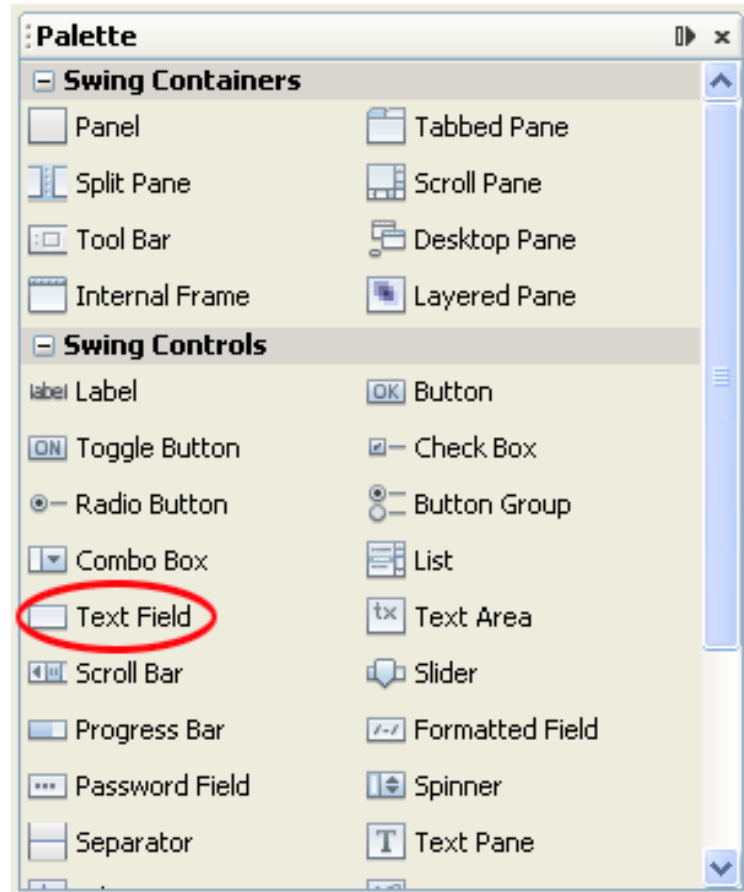 Palette
Swing Containers
Panel Tabbed Pane
Split Pane Scroll Pane
Tool Bar Desktop Pane
Internal Frame Layered Pane
Swing Controls
label Label OK Button
ON Toggle Button Check Box
Radio Button Button Group
Combo Box List
Text Field tx Text Area
Scroll Bar Slider
Progress Bar Formatted Field
Password Field Spinner
Separator T Text Pane